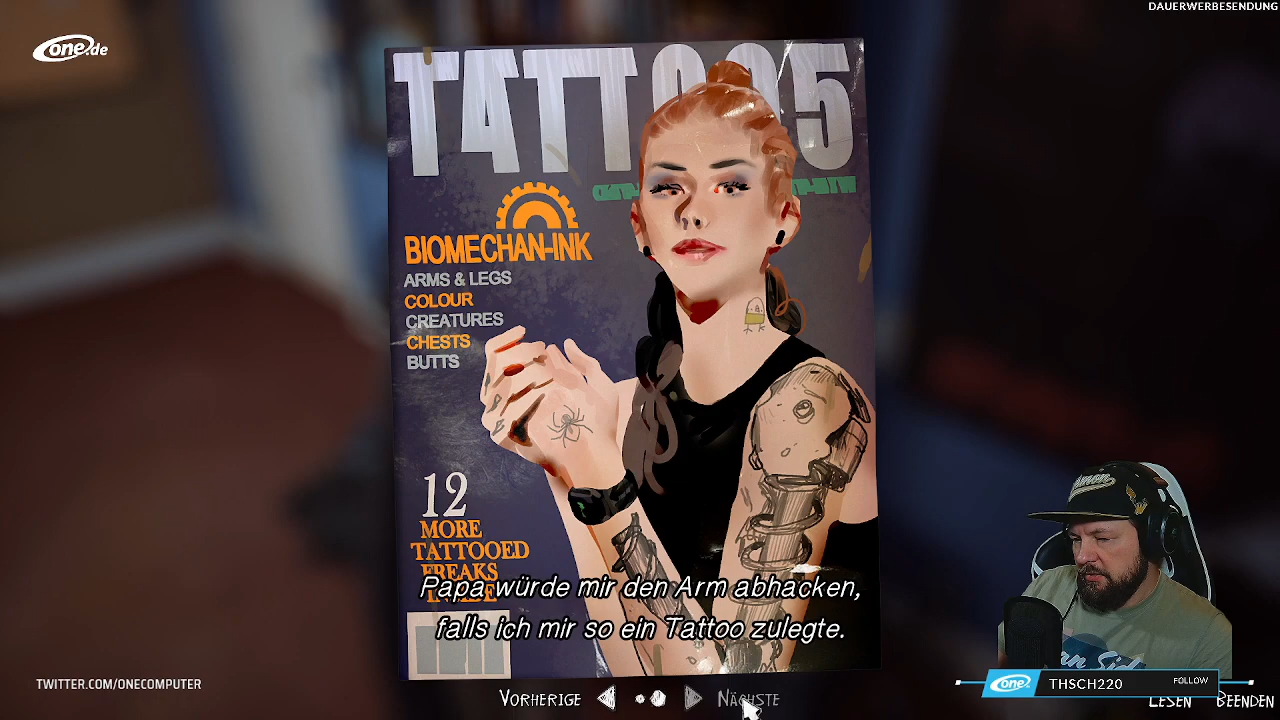 DAUERWERBESENDUNG
one.de
TATTOO5
BIOMECHAN-INK
ARMS & LEGS
COLOUR
CREATURES
CHESTS
BUTTS
12
MORE
TATTOOED
FREAKS
INSIDE
Papa würde mir den Arm abhacken,
falls ich mir so ein Tattoo zulegte.
TWITTER.COM/ONECOMPUTER
one
THSCH220
FOLLOW
VORHERIGE
NÄCHSTE
LESEN
BEENDEN